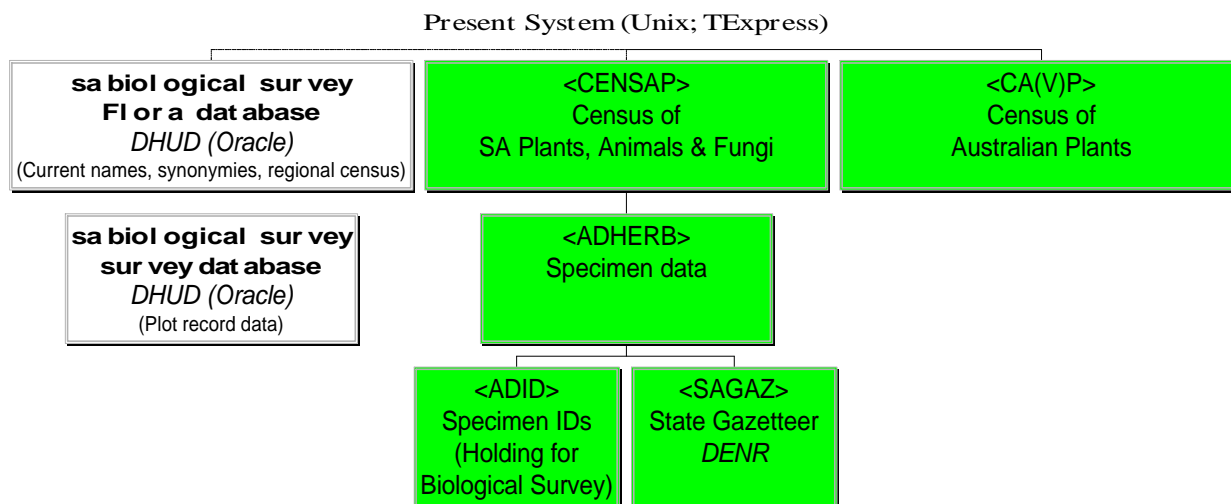 Present System (Unix; TExpress)
sa biol ogical sur vey
Fl or a dat abase
DHUD (Oracle)
(Current names, synonymies, regional census)
<CENSAP>
Census of
SA Plants, Animals & Fungi
<CA(V)P>
Census of
Australian Plants
sa biol ogical sur vey
sur vey dat abase
DHUD (Oracle)
(Plot record data)
<ADHERB>
Specimen data
<ADID>
Specimen IDs
(Holding for
Biological Survey)
<SAGAZ>
State Gazetteer
DENR